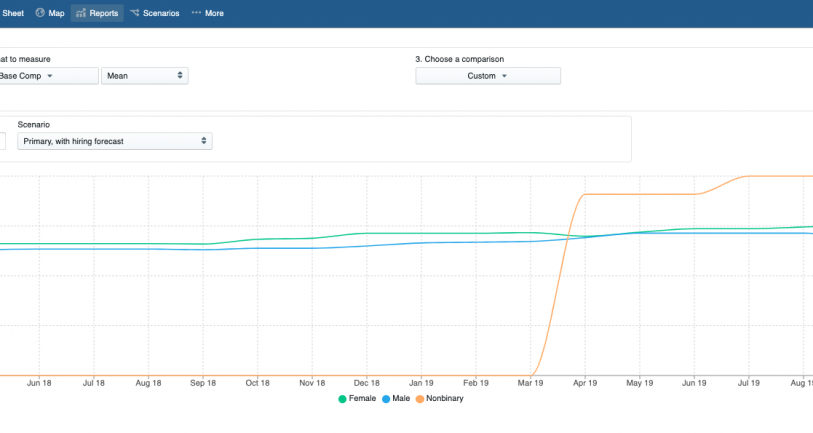 Sheet Map Reports Scenarios ••• More
at to measure 3. Choose a comparison
Base Comp Mean Custom
Scenario
Primary, with hiring forecast
Jun 18 Jul 18 Aug 18 Sep 18 Oct 18 Nov 18 Dec 18 Jan 19 Feb 19 Mar 19 Apr 19 May 19 Jun 19 Jul 19 Aug 19
Female Male Nonbinary